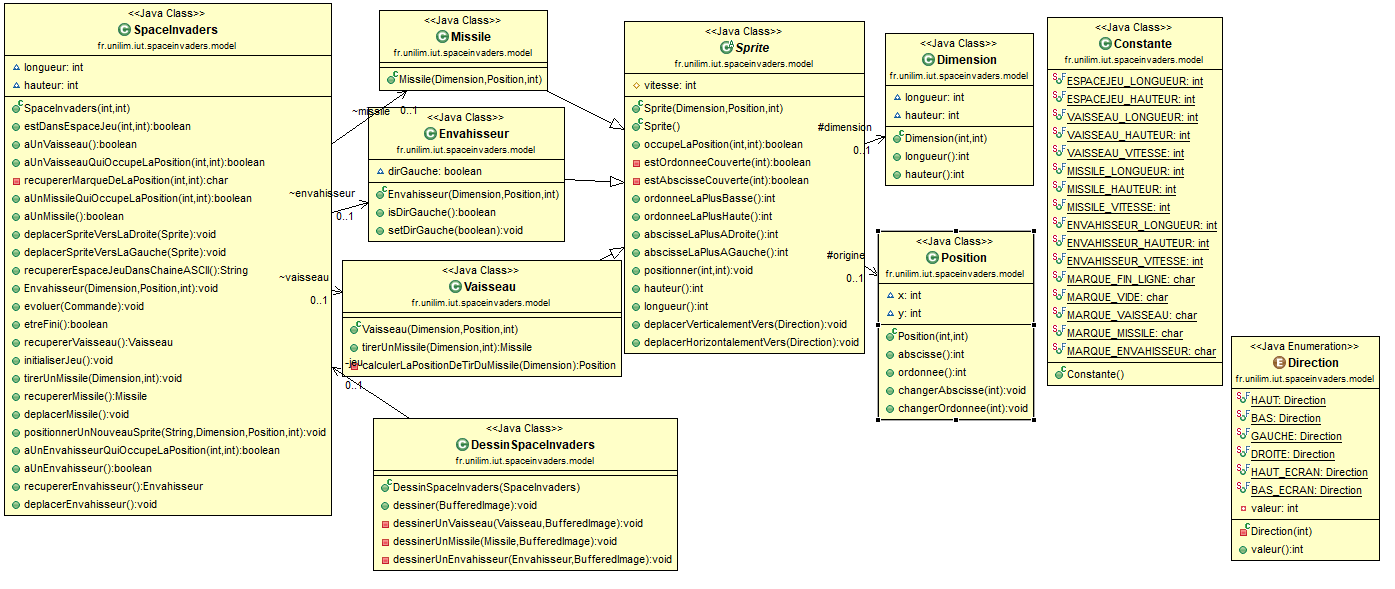 <<Java Class>>
SpaceInvaders
fr.unilim.iut.spaceinvaders.model
longueur: int
hauteur: int
SpaceInvaders(int,int)
estDansEspaceJeu(int,int):boolean
aUnVaisseau():boolean
aUnVaisseauQuiOccupeLaPosition(int,int):boolean
recupererMarqueDeLaPosition(int,int):char
aUnMissileQuiOccupeLaPosition(int,int):boolean
aUnMissile():boolean
deplacerSpriteVersLaDroite(Sprite):void
deplacerSpriteVersLaGauche(Sprite):void
recupererEspaceJeuDansChaineASCII():String
Envahisseur(Dimension,Position,int):void
evoluer(Commande):void
etreFini():boolean
recupererVaisseau():Vaisseau
initialiserJeu():void
tirerUnMissile(Dimension,int):void
recupererMissile():Missile
deplacerMissile():void
positionnerUnNouveauSprite(String,Dimension,Position,int):void
aUnEnvahisseurQuiOccupeLaPosition(int,int):boolean
aUnEnvahisseur():boolean
recupererEnvahisseur():Envahisseur
deplacerEnvahisseur():void
~missile
0..1
~envahisseur
0..1
~vaisseau
0..1
-jeu
0..1
<<Java Class>>
Missile
fr.unilim.iut.spaceinvaders.model
Missile(Dimension,Position,int)
<<Java Class>>
Envahisseur
fr.unilim.iut.spaceinvaders.model
dirGauche: boolean
Envahisseur(Dimension,Position,int)
isDirGauche():boolean
setDirGauche(boolean):void
<<Java Class>>
Vaisseau
fr.unilim.iut.spaceinvaders.model
Vaisseau(Dimension,Position,int)
tirerUnMissile(Dimension,int):Missile
calculerLaPositionDeTirDuMissile(Dimension):Position
<<Java Class>>
DessinSpaceInvaders
fr.unilim.iut.spaceinvaders.model
DessinSpaceInvaders(SpaceInvaders)
dessiner(BufferedImage):void
dessinerUnVaisseau(Vaisseau,BufferedImage):void
dessinerUnMissile(Missile,BufferedImage):void
dessinerUnEnvahisseur(Envahisseur,BufferedImage):void
<<Java Class>>
Sprite
fr.unilim.iut.spaceinvaders.model
vitesse: int
Sprite(Dimension,Position,int)
Sprite()
occupeLaPosition(int,int):boolean
estOrdonneeCouverte(int):boolean
estAbscisseCouverte(int):boolean
ordonneeLaPlusBasse():int
ordonneeLaPlusHaute():int
abscisseLaPlusADroite():int
abscisseLaPlusAGauche():int
positionner(int,int):void
hauteur():int
longueur():int
deplacerVerticalementVers(Direction):void
deplacerHorizontalementVers(Direction):void
#dimension
0..1
#origine
0..1
<<Java Class>>
Dimension
fr.unilim.iut.spaceinvaders.model
longueur: int
hauteur: int
Dimension(int,int)
longueur():int
hauteur():int
<<Java Class>>
Position
fr.unilim.iut.spaceinvaders.model
x: int
y: int
Position(int,int)
abscisse():int
ordonnee():int
changerAbscisse(int):void
changerOrdonnee(int):void
<<Java Class>>
Constante
fr.unilim.iut.spaceinvaders.model
ESPACEJEU_LONGUEUR: int
ESPACEJEU_HAUTEUR: int
VAISSEAU_LONGUEUR: int
VAISSEAU_HAUTEUR: int
VAISSEAU_VITESSE: int
MISSILE_LONGUEUR: int
MISSILE_HAUTEUR: int
MISSILE_VITESSE: int
ENVAHISSEUR_LONGUEUR: int
ENVAHISSEUR_HAUTEUR: int
ENVAHISSEUR_VITESSE: int
MARQUE_FIN_LIGNE: char
MARQUE_VIDE: char
MARQUE_VAISSEAU: char
MARQUE_MISSILE: char
MARQUE_ENVAHISSEUR: char
Constante()
<<Java Enumeration>>
Direction
fr.unilim.iut.spaceinvaders.model
HAUT: Direction
BAS: Direction
GAUCHE: Direction
DROITE: Direction
HAUT_ECRAN: Direction
BAS_ECRAN: Direction
valeur: int
Direction(int)
valeur():int